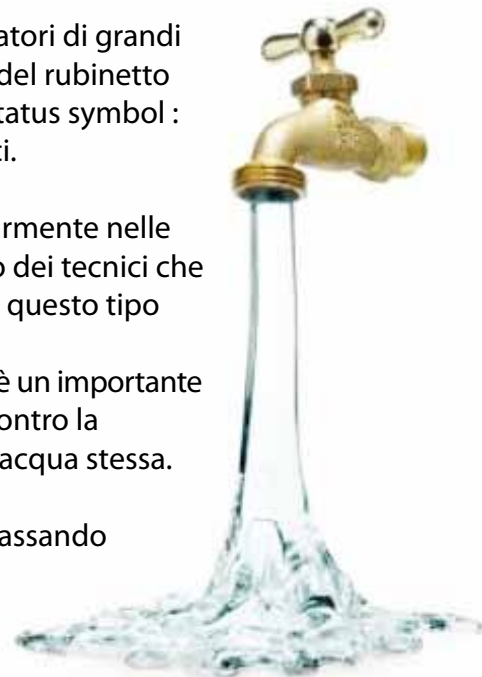 atori di grandi
del rubinetto
tatus symbol :
ti.
rmente nelle
o dei tecnici che
questo tipo
è un importante
ontro la
acqua stessa.
assando